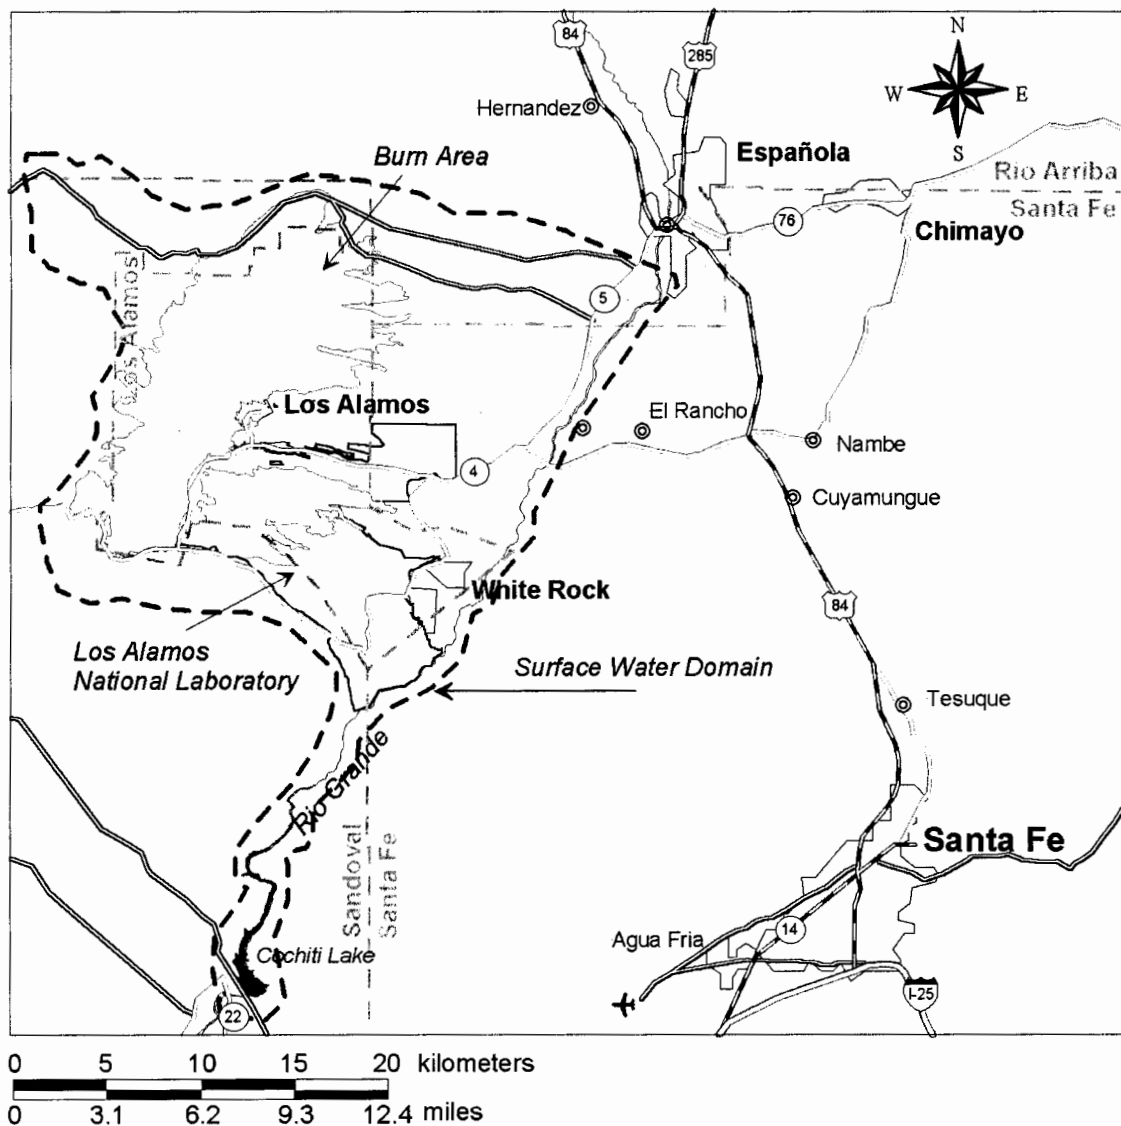 84
285
N
W
E
S
Hernandez
Burn Area
Española
Rio Arriba
Santa Fe
76
Chimayo
Los Alamos
5
Los Alamos
El Rancho
Nambe
4
Cuyamungue
White Rock
84
Los Alamos
National Laboratory
Surface Water Domain
Tesuque
Rio Grande
Sandoval
Santa Fe
Santa Fe
14
Agua Fria
Cochiti Lake
I-25
22
0 5 10 15 20 kilometers
0 3.1 6.2 9.3 12.4 miles